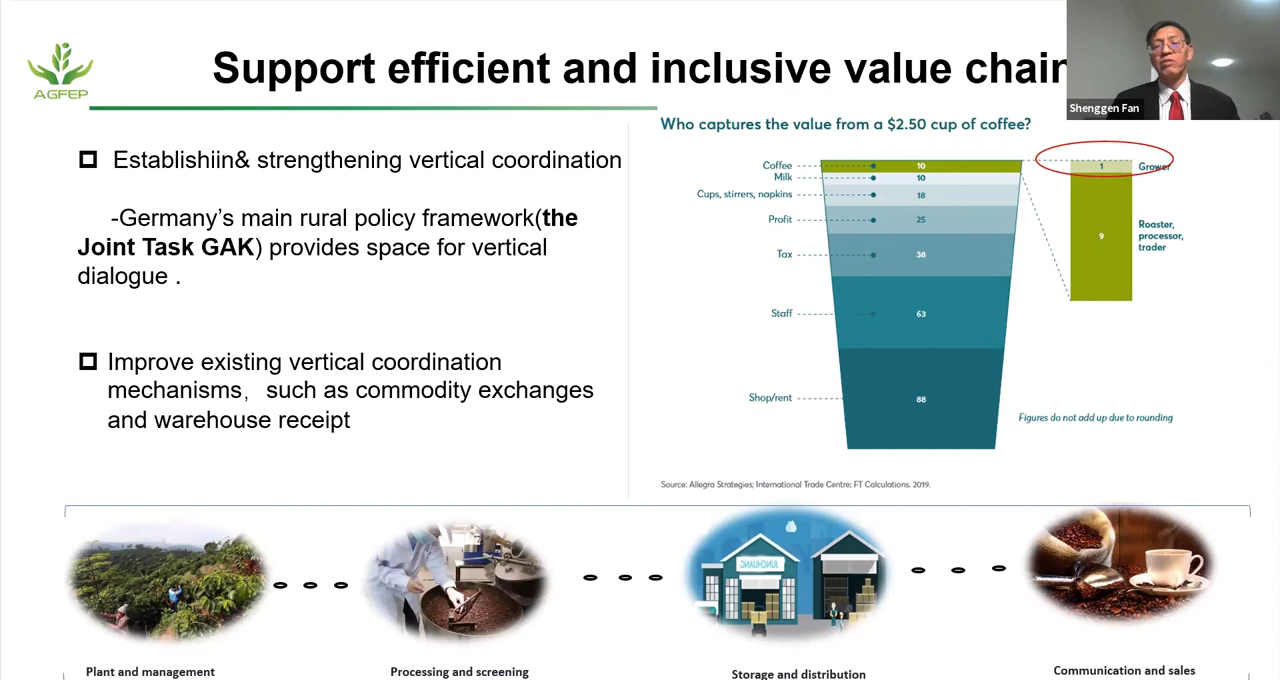 AGFEP
Support efficient and inclusive value chain
Shenggen Fan
Establishiin& strengthening vertical coordination
-Germany’s main rural policy framework(the
Joint Task GAK) provides space for vertical
dialogue .
Improve existing vertical coordination
mechanisms, such as commodity exchanges
and warehouse receipt
Who captures the value from a $2.50 cup of coffee?
Coffee 10
Milk 10
Cups, stirrers, napkins 18
Profit 25
Tax 38
Staff 63
Shop/rent 88
1 Grower
9 Roaster,
processor,
trader
Figures do not add up due to rounding
Source: Allegra Strategies; International Trade Centre; FT Calculations. 2019.
Plant and management
Processing and screening
Storage and distribution
Communication and sales